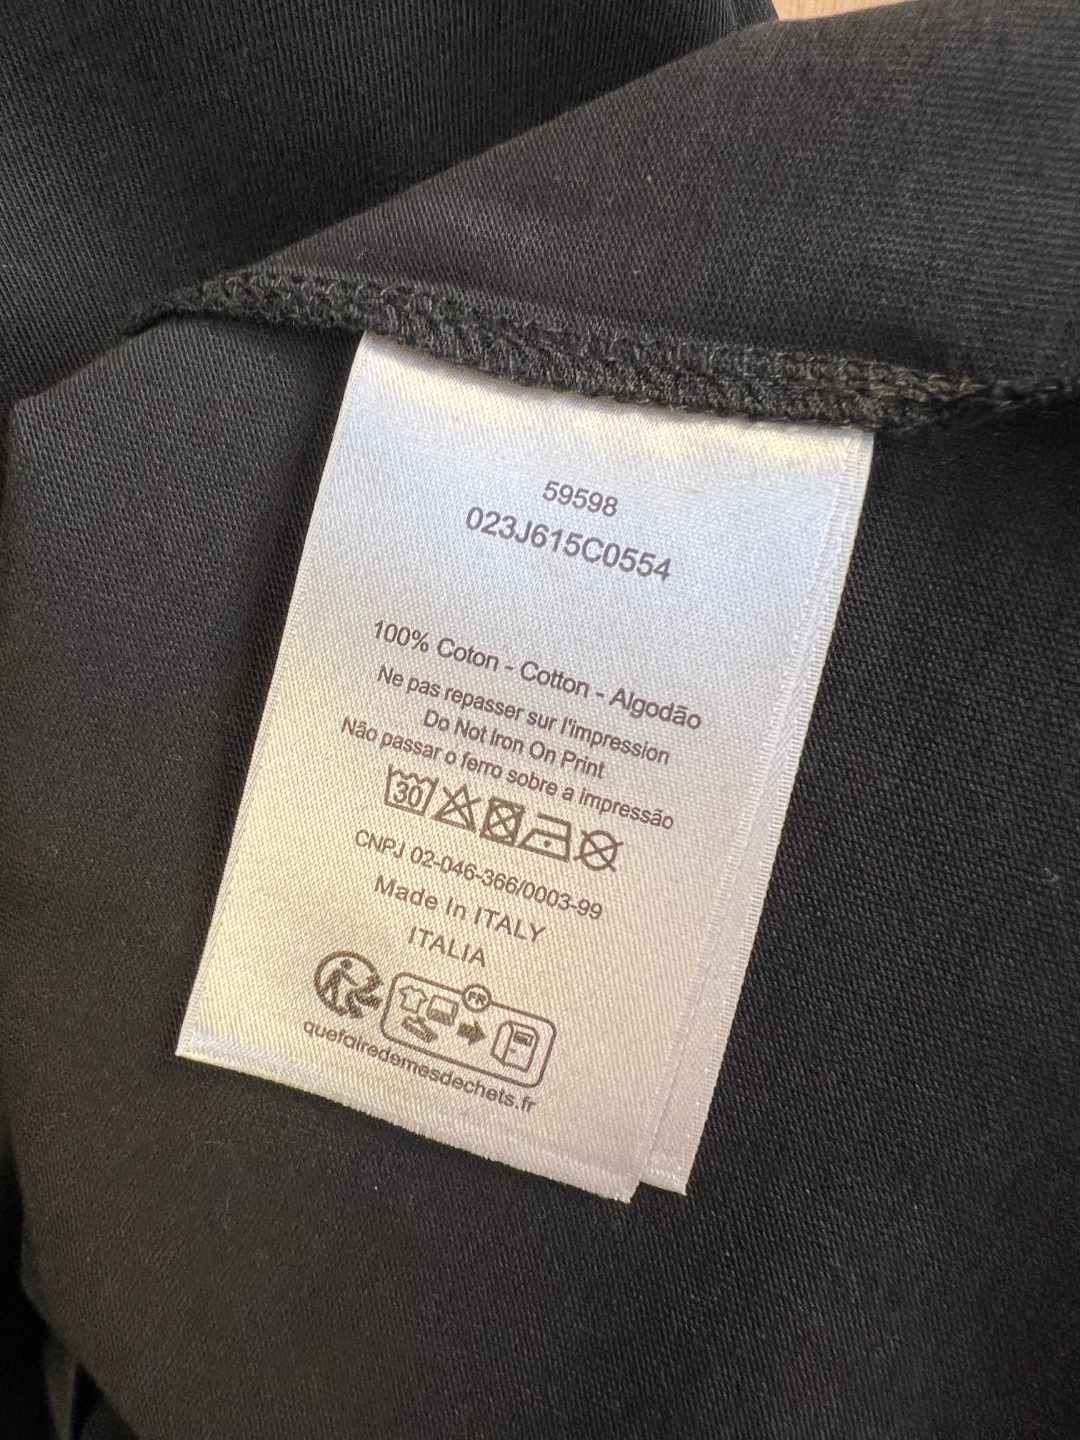 59598
023J615C0554
100% Coton - Cotton - Algodão
Ne pas repasser sur l'impression
Do Not Iron On Print
Não passar o ferro sobre a impressão
30
CNPJ 02-046-366/0003-99
Made In ITALY
ITALIA
FR
quefairedemesdechets.fr